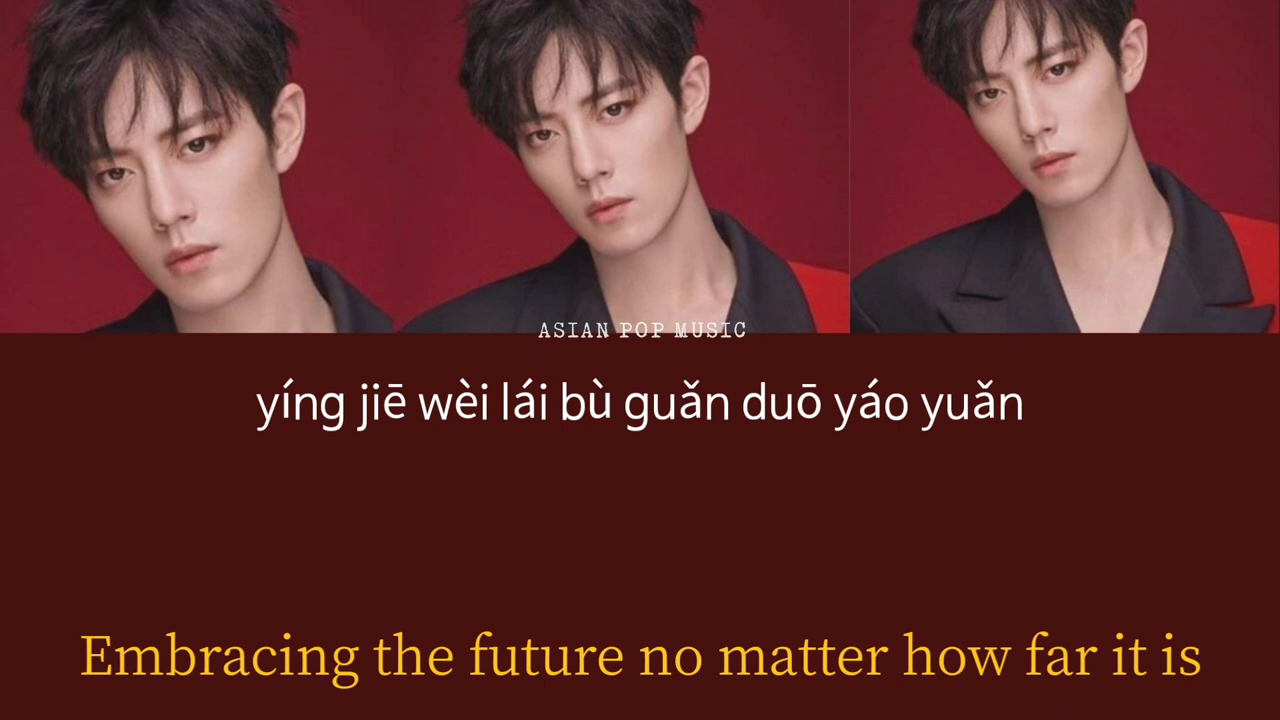 ASIAN POP MUSIC
yíng jiē wèi lái bù guǎn duō yáo yuǎn
Embracing the future no matter how far it is